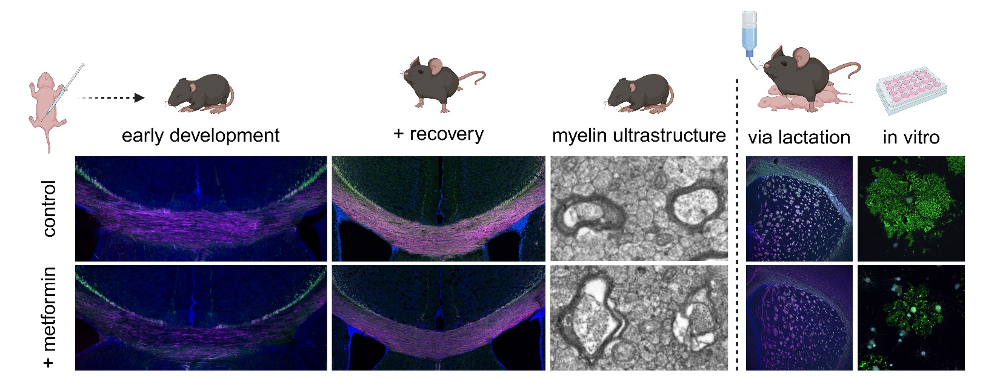 early development
+ recovery
myelin ultrastructure
via lactation
in vitro
control
+ metformin